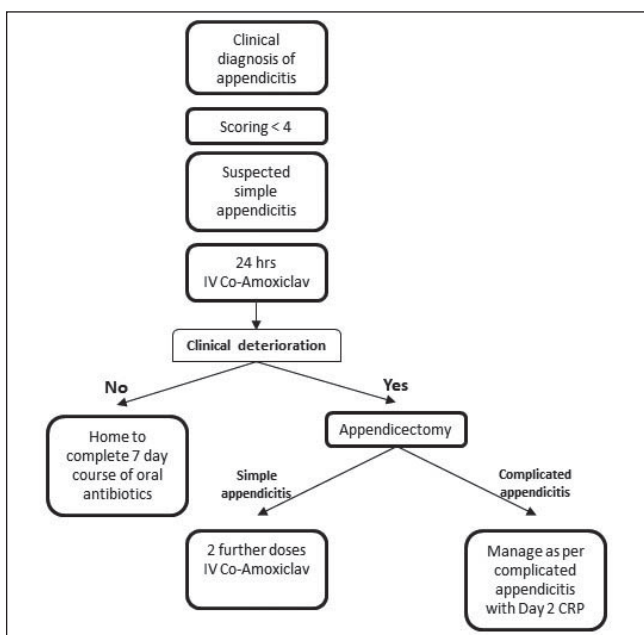 Clinical
diagnosis of
appendicitis
Scoring < 4
Suspected
simple
appendicitis
24 hrs
IV Co-Amoxiclav
Clinical deterioration
No
Yes
Home to
complete 7 day
course of oral
antibiotics
Appendicectomy
Simple
appendicitis
Complicated
appendicitis
2 further doses
IV Co-Amoxiclav
Manage as per
complicated
appendicitis
with Day 2 CRP